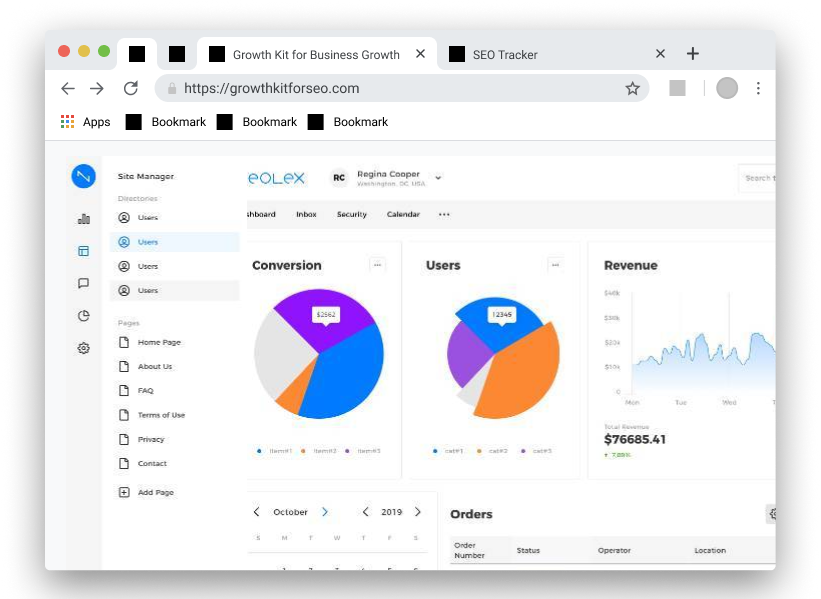 Growth Kit for Business Growth
SEO Tracker
https://growthkitforseo.com
Apps Bookmark Bookmark Bookmark
Site Manager
Directories
Users
Users
Users
Users
Pages
Home Page
About Us
FAQ
Terms of Use
Privacy
Contact
Add Page
eOLeX
RC
Regina Cooper
Washington, DC, USA
Search t
shboard Inbox Security Calendar
Conversion
$2562
item#1 item#2 item#3
Users
12345
cat#1 cat#2 cat#3
Revenue
$40k
$30k
$20k
$10k
0
Mon Tue Wed T
Total Revenue
$76685.41
7,89%
October 2019
S M T W T F S
Orders
Order Number Status Operator Location